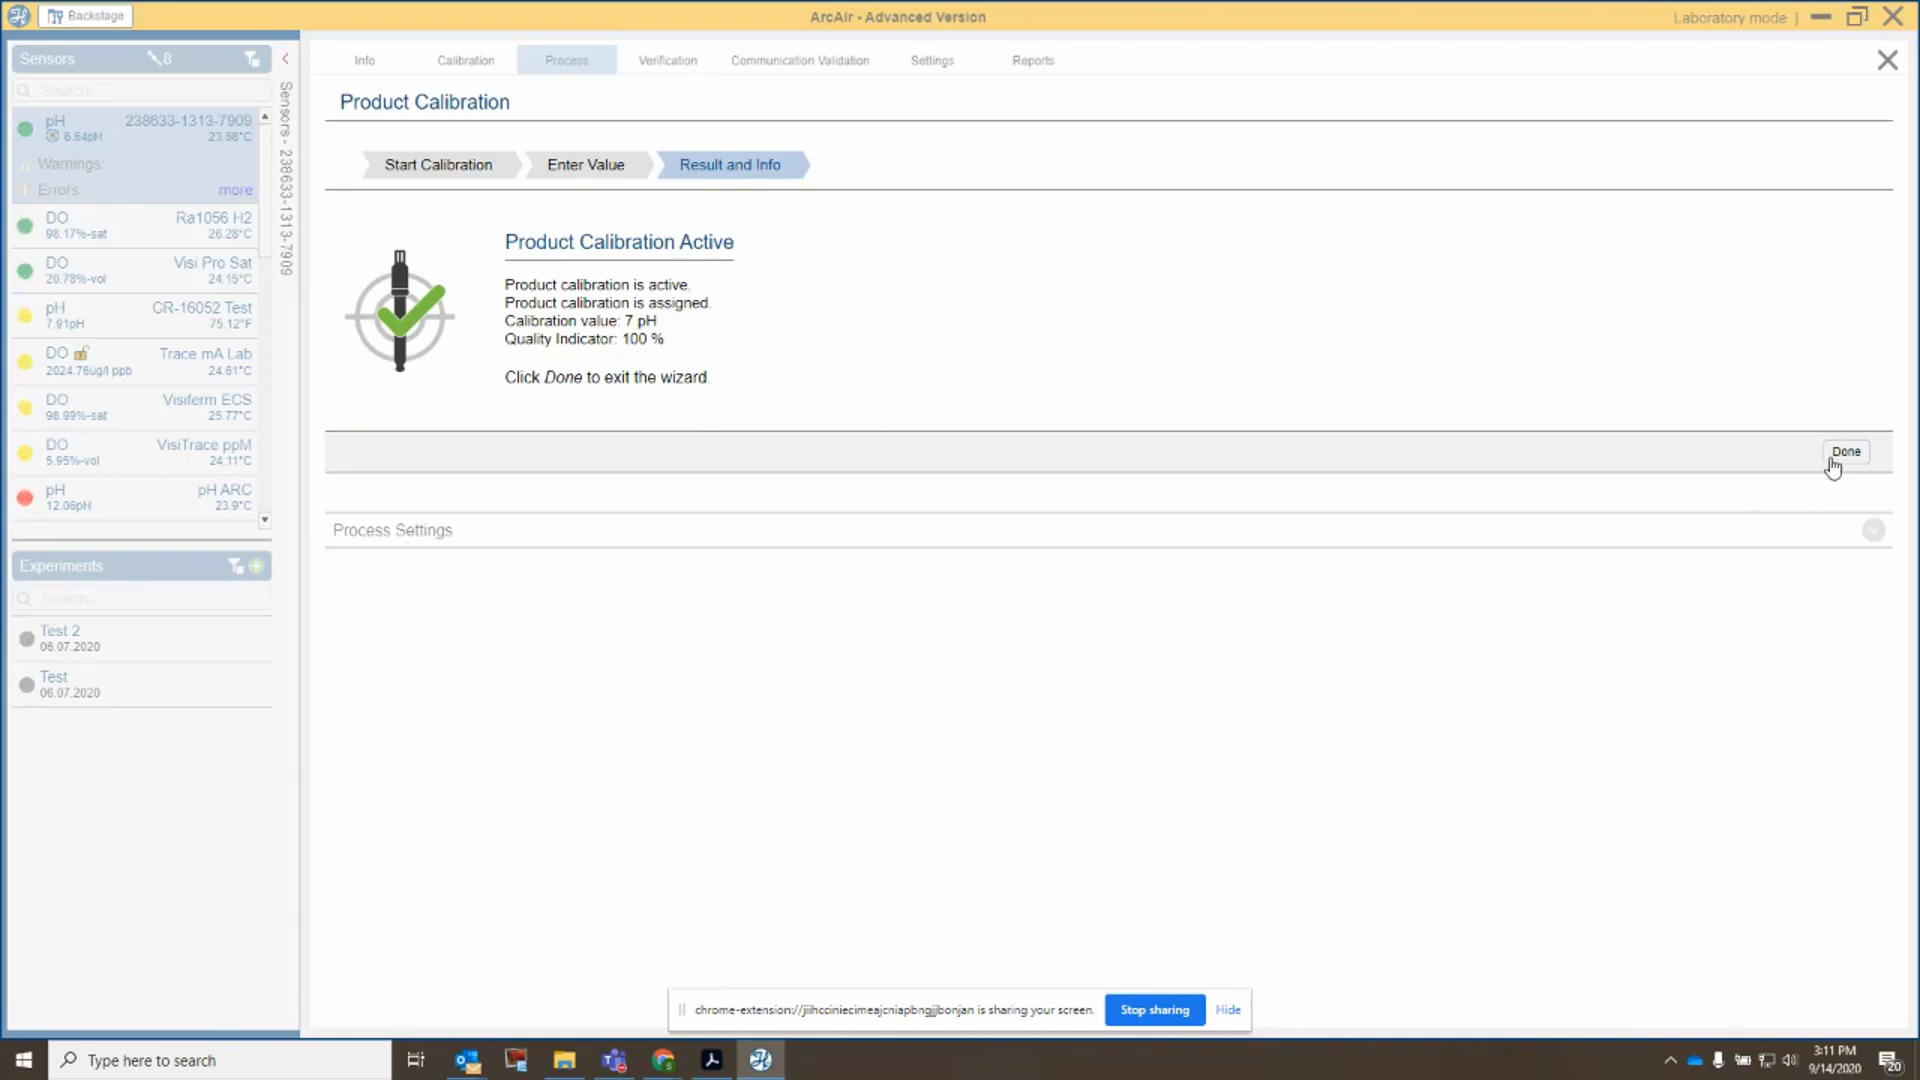 Backstage
ArcAir - Advanced Version
Laboratory mode
Sensors
8
Search
pH 238633-1313-7909
6.64pH 23.68°C
Warnings:
Errors: more
DO Ra1056 H2
98.17%-sat 26.28°C
DO Visi Pro Sat
20.78%-vol 24.15°C
pH CR-16052 Test
7.91pH 75.12°F
DO Trace mA Lab
2024.76ug/l ppb 24.61°C
DO Visiferm ECS
98.99%-sat 25.77°C
DO VisiTrace ppM
5.95%-vol 24.11°C
pH pH ARC
12.06pH 23.9°C
Experiments
Search...
Test 2
06.07.2020
Test
06.07.2020
Sensors - 238633-1313-7909
Info Calibration Process Verification Communication Validation Settings Reports
Product Calibration
Start Calibration Enter Value Result and Info
Product Calibration Active
Product calibration is active.
Product calibration is assigned.
Calibration value: 7 pH
Quality Indicator: 100 %
Click Done to exit the wizard.
Done
Process Settings
chrome-extension://jiihcciniecimeajcniapbngjjbonjan is sharing your screen. Stop sharing Hide
Type here to search
3:11 PM
9/14/2020
20